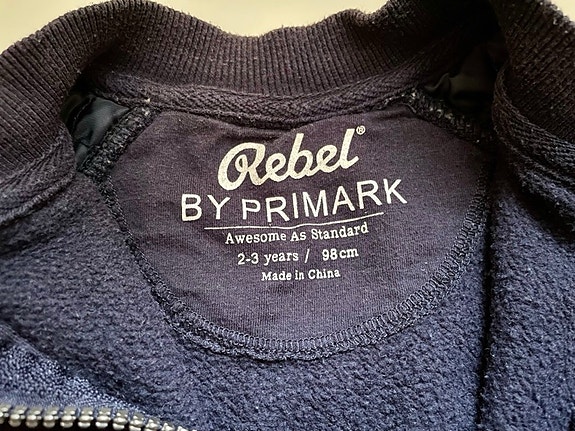 Rebel®
BY PRIMARK
Awesome As Standard
2-3 years / 98cm
Made in China